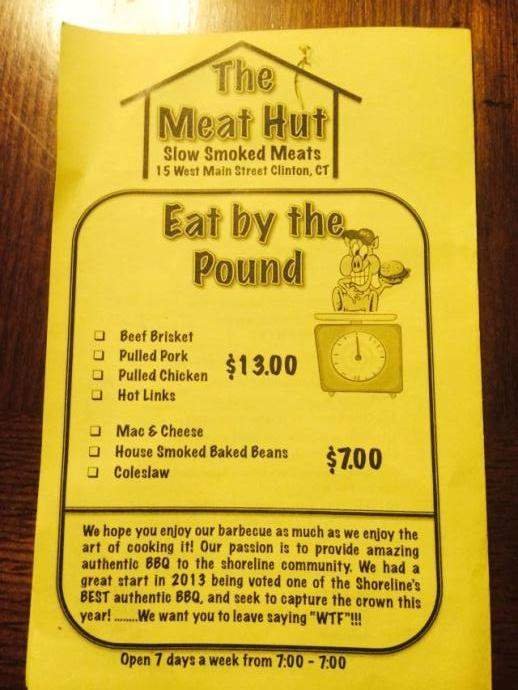 The
Meat Hut
Slow Smoked Meats
15 West Main Street Clinton, CT
Eat by the
Pound
Beef Brisket
Pulled Pork
Pulled Chicken
Hot Links
$13.00
Mac & Cheese
House Smoked Baked Beans
Coleslaw
$7.00
We hope you enjoy our barbecue as much as we enjoy the
art of cooking it! Our passion is to provide amazing
authentic BBQ to the shoreline community. We had a
great start in 2013 being voted one of the Shoreline's
BEST authentic BBQ, and seek to capture the crown this
year! ........We want you to leave saying "WTF"!!!
Open 7 days a week from 7:00 - 7:00